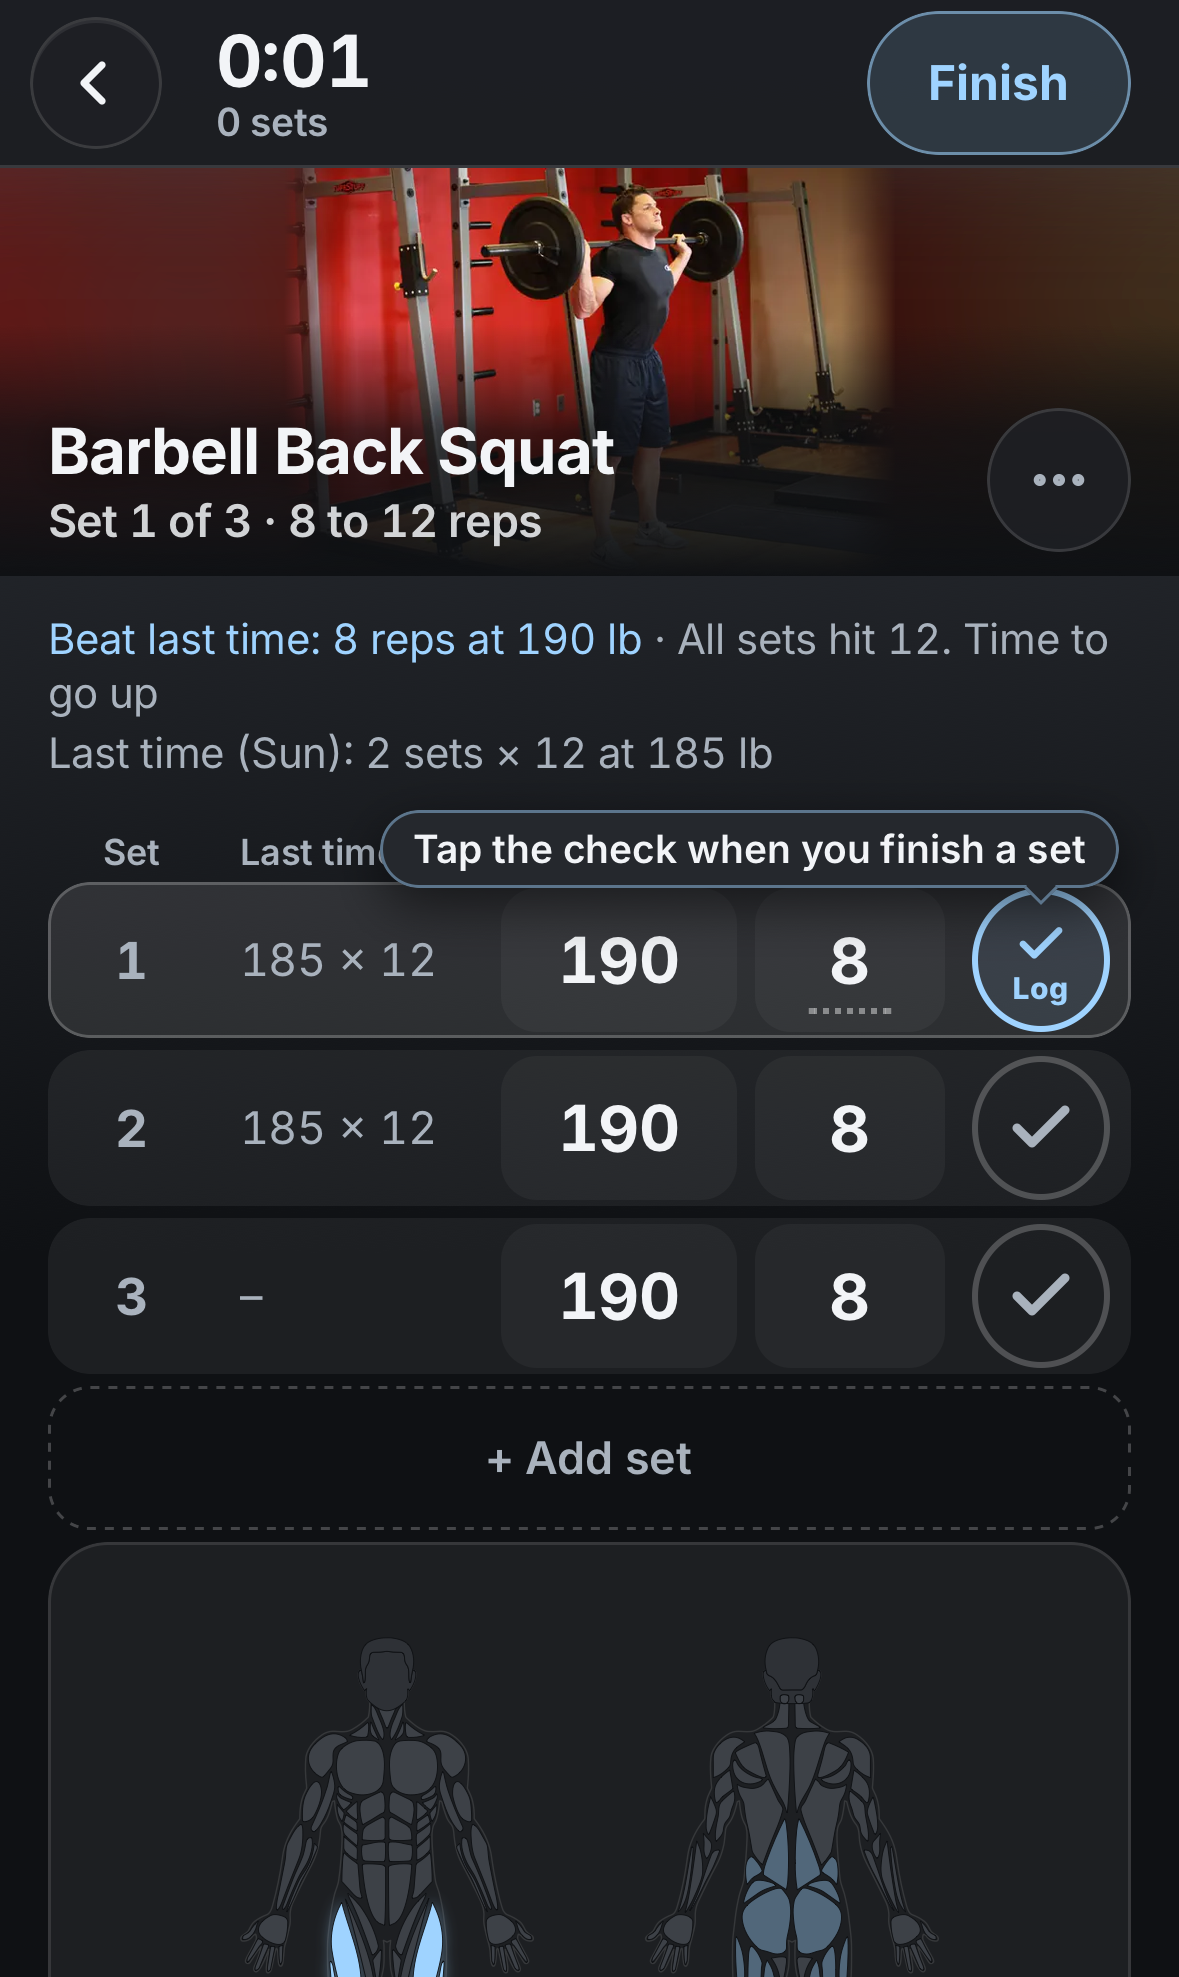 0:01
0 sets
Finish
Barbell Back Squat
Set 1 of 3 · 8 to 12 reps
Beat last time: 8 reps at 190 lb · All sets hit 12. Time to
go up
Last time (Sun): 2 sets × 12 at 185 lb
Set Last time
Tap the check when you finish a set
1 185 × 12 190 8 Log
2 185 × 12 190 8
3 – 190 8
+ Add set